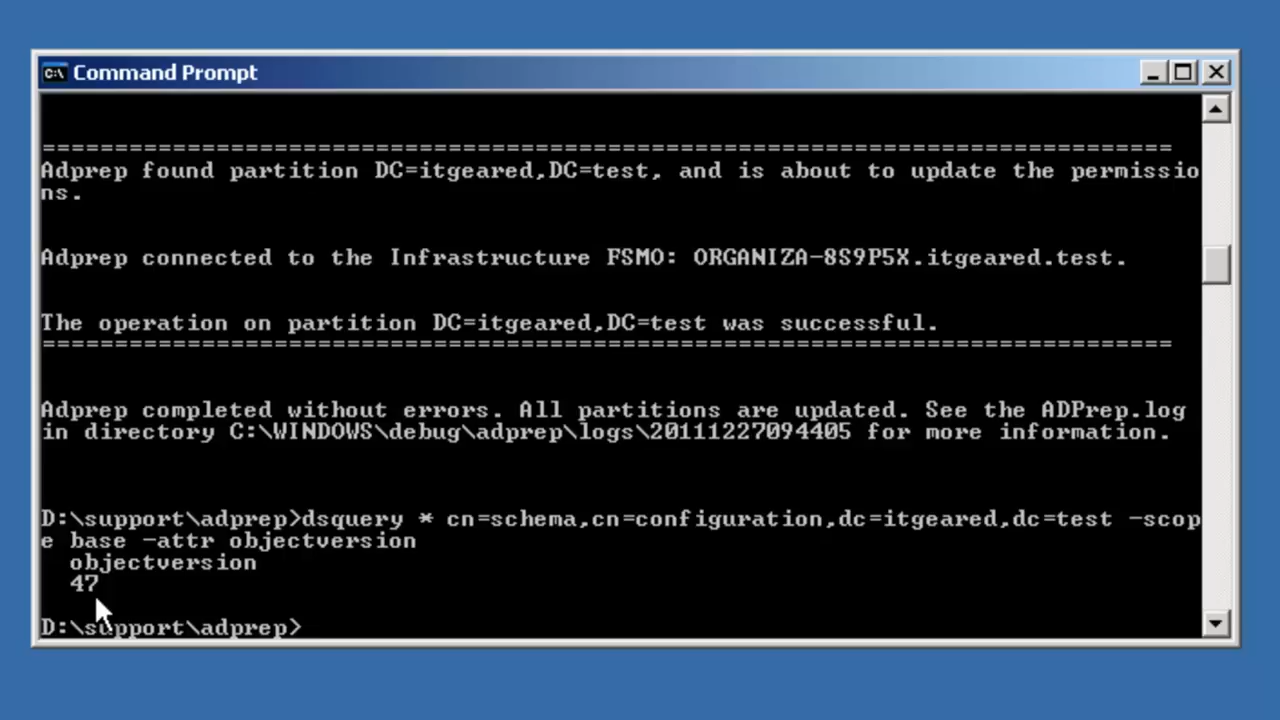 C:\ Command Prompt
================================================================================
Adprep found partition DC=itgeared,DC=test, and is about to update the permissio
ns.
Adprep connected to the Infrastructure FSMO: ORGANIZA-8S9P5X.itgeared.test.
The operation on partition DC=itgeared,DC=test was successful.
================================================================================
Adprep completed without errors. All partitions are updated. See the ADPrep.log
in directory C:\WINDOWS\debug\adprep\logs\20111227094405 for more information.
D:\support\adprep>dsquery * cn=schema,cn=configuration,dc=itgeared,dc=test -scop
e base -attr objectversion
objectversion
47
D:\support\adprep>